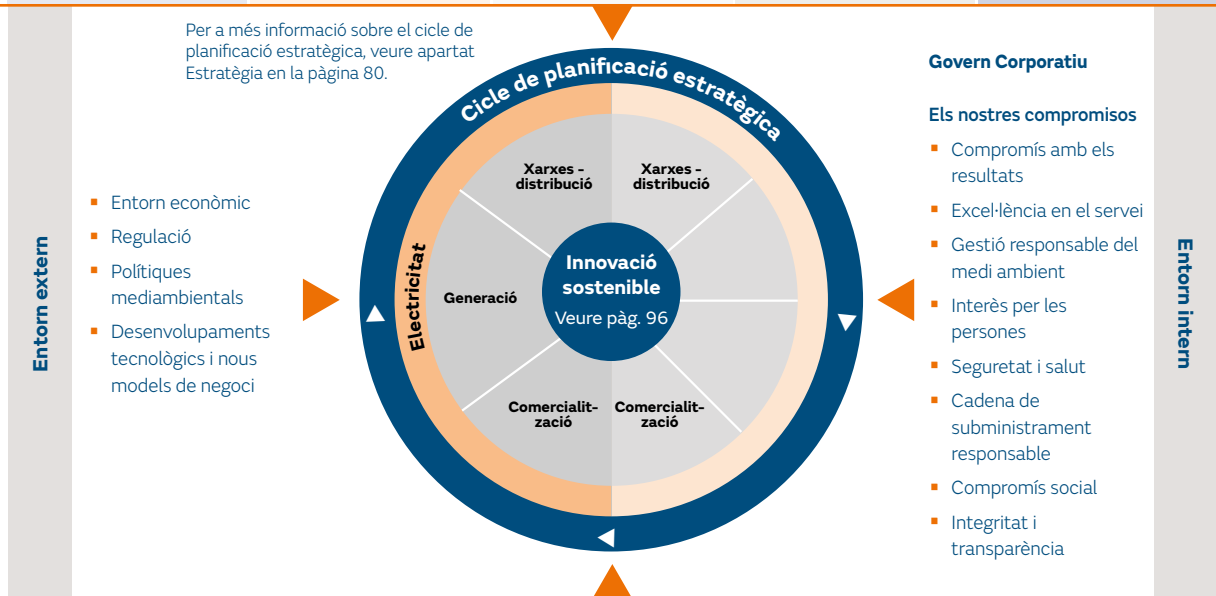 Per a més informació sobre el cicle de
planificació estratègica, veure apartat
Estratègia en la pàgina 80.
Entorn extern
Entorn econòmic
Regulació
Polítiques
mediambientals
Desenvolupaments
tecnològics i nous
models de negoci
Cicle de planificació estratègica
Electricitat
Xarxes -
distribució
Xarxes -
distribució
Generació
Innovació
sostenible
Veure pàg. 96
Comercialit-
zació
Comercialit-
zació
Govern Corporatiu
Els nostres compromisos
Compromís amb els
resultats
Excel·lència en el servei
Gestió responsable del
medi ambient
Interès per les
persones
Seguretat i salut
Cadena de
subministrament
responsable
Compromís social
Integritat i
transparència
Entorn intern